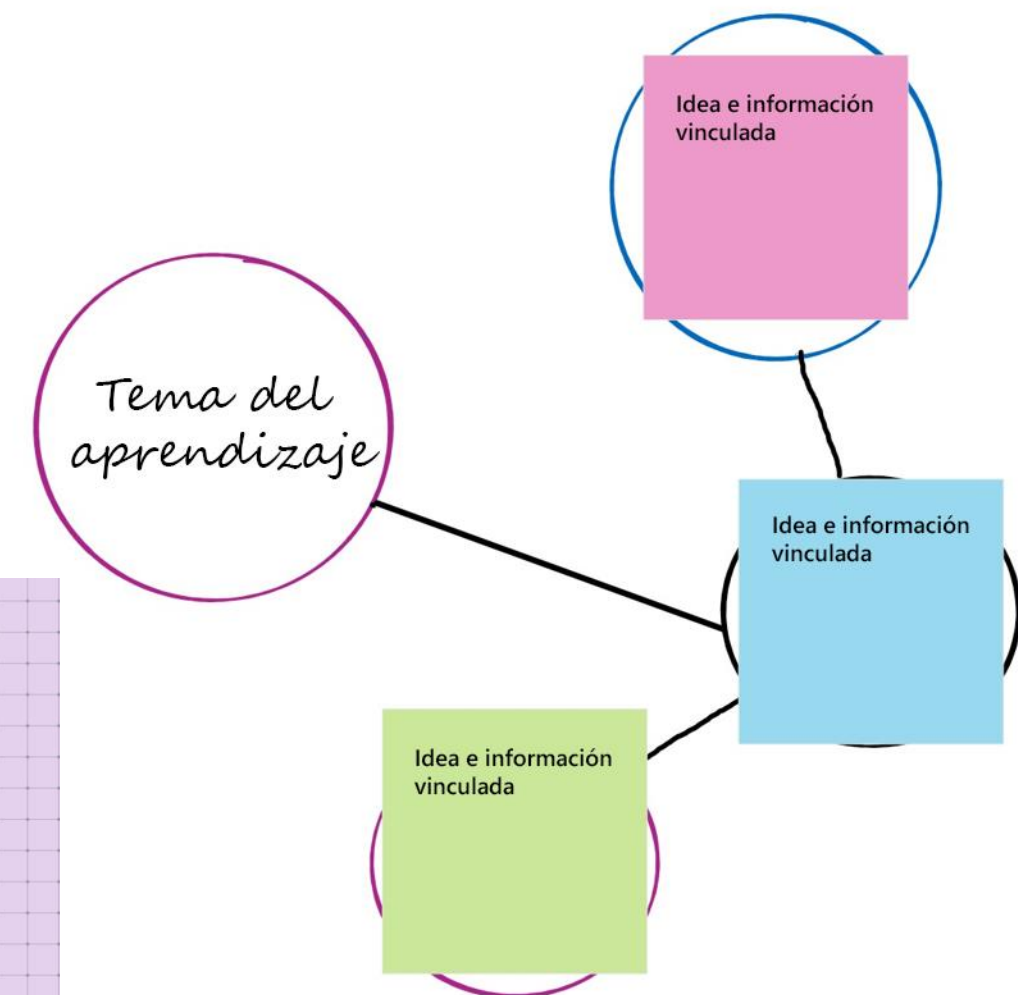 Idea e información
vinculada
Tema del
aprendizaje
Idea e información
vinculada
Idea e información
vinculada